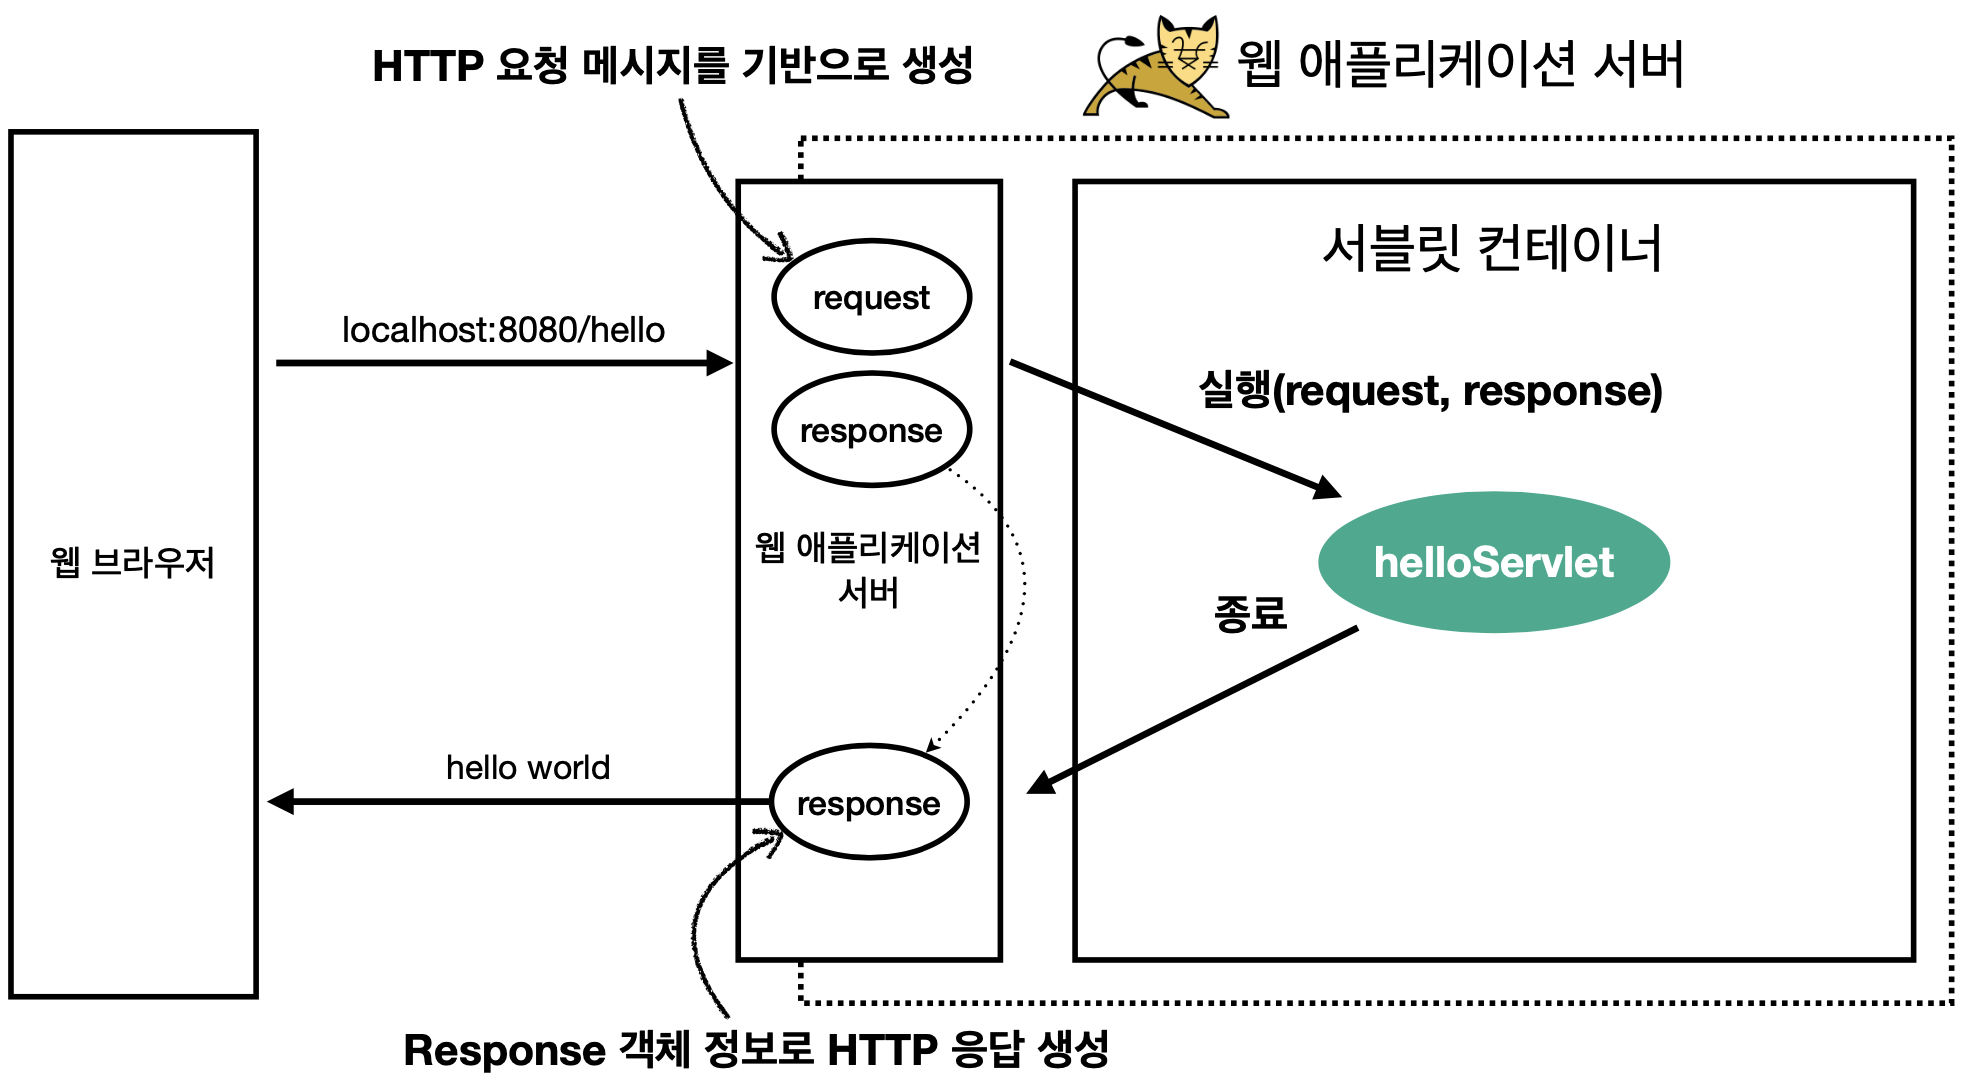 HTTP 요청 메시지를 기반으로 생성
웹 애플리케이션 서버
웹 브라우저
localhost:8080/hello
request
response
웹 애플리케이션
서버
서블릿 컨테이너
실행(request, response)
helloServlet
종료
hello world
response
Response 객체 정보로 HTTP 응답 생성